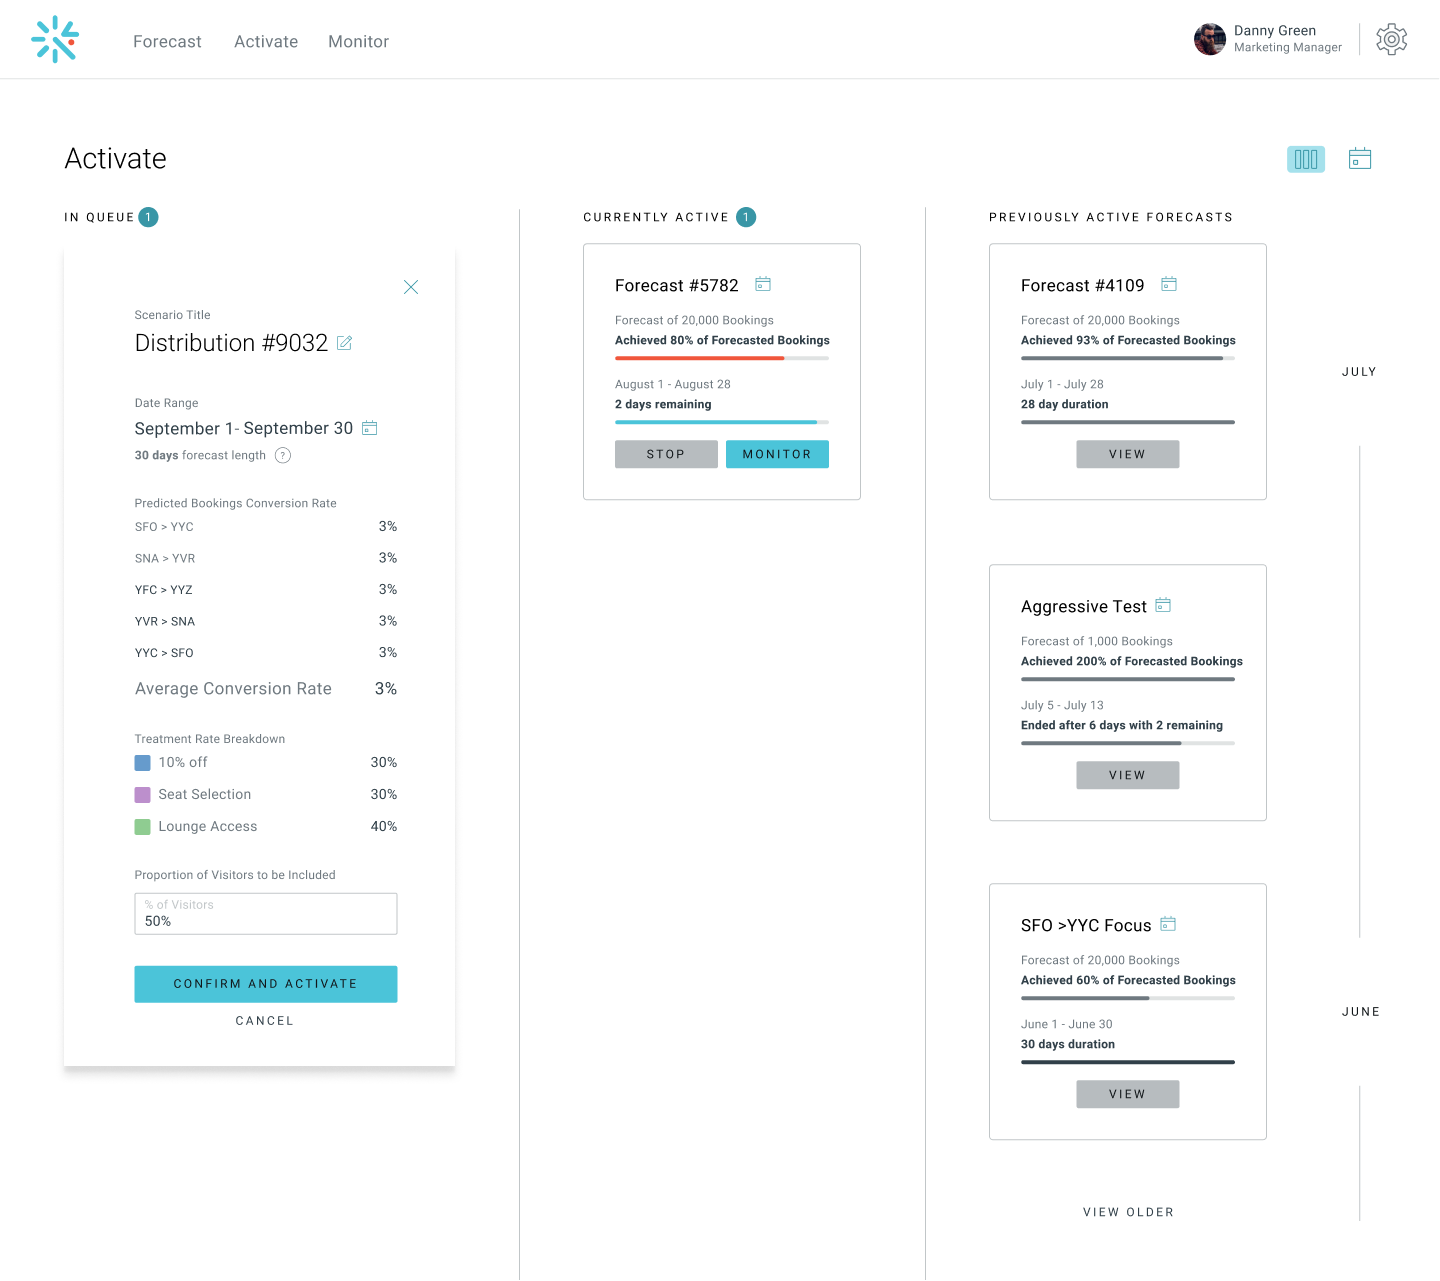 Forecast
Activate
Monitor
Danny Green
Marketing Manager
Activate
IN QUEUE 1
Scenario Title
Distribution #9032
Date Range
September 1- September 30
30 days forecast length ?
Predicted Bookings Conversion Rate
SFO > YYC 3%
SNA > YVR 3%
YFC > YYZ 3%
YVR > SNA 3%
YYC > SFO 3%
Average Conversion Rate 3%
Treatment Rate Breakdown
10% off 30%
Seat Selection 30%
Lounge Access 40%
Proportion of Visitors to be Included
% of Visitors
50%
CONFIRM AND ACTIVATE
CANCEL
CURRENTLY ACTIVE 1
Forecast #5782
Forecast of 20,000 Bookings
Achieved 80% of Forecasted Bookings
August 1 - August 28
2 days remaining
STOP
MONITOR
PREVIOUSLY ACTIVE FORECASTS
Forecast #4109
Forecast of 20,000 Bookings
Achieved 93% of Forecasted Bookings
July 1 - July 28
28 day duration
VIEW
JULY
Aggressive Test
Forecast of 1,000 Bookings
Achieved 200% of Forecasted Bookings
July 5 - July 13
Ended after 6 days with 2 remaining
VIEW
SFO >YYC Focus
Forecast of 20,000 Bookings
Achieved 60% of Forecasted Bookings
June 1 - June 30
30 days duration
VIEW
JUNE
VIEW OLDER